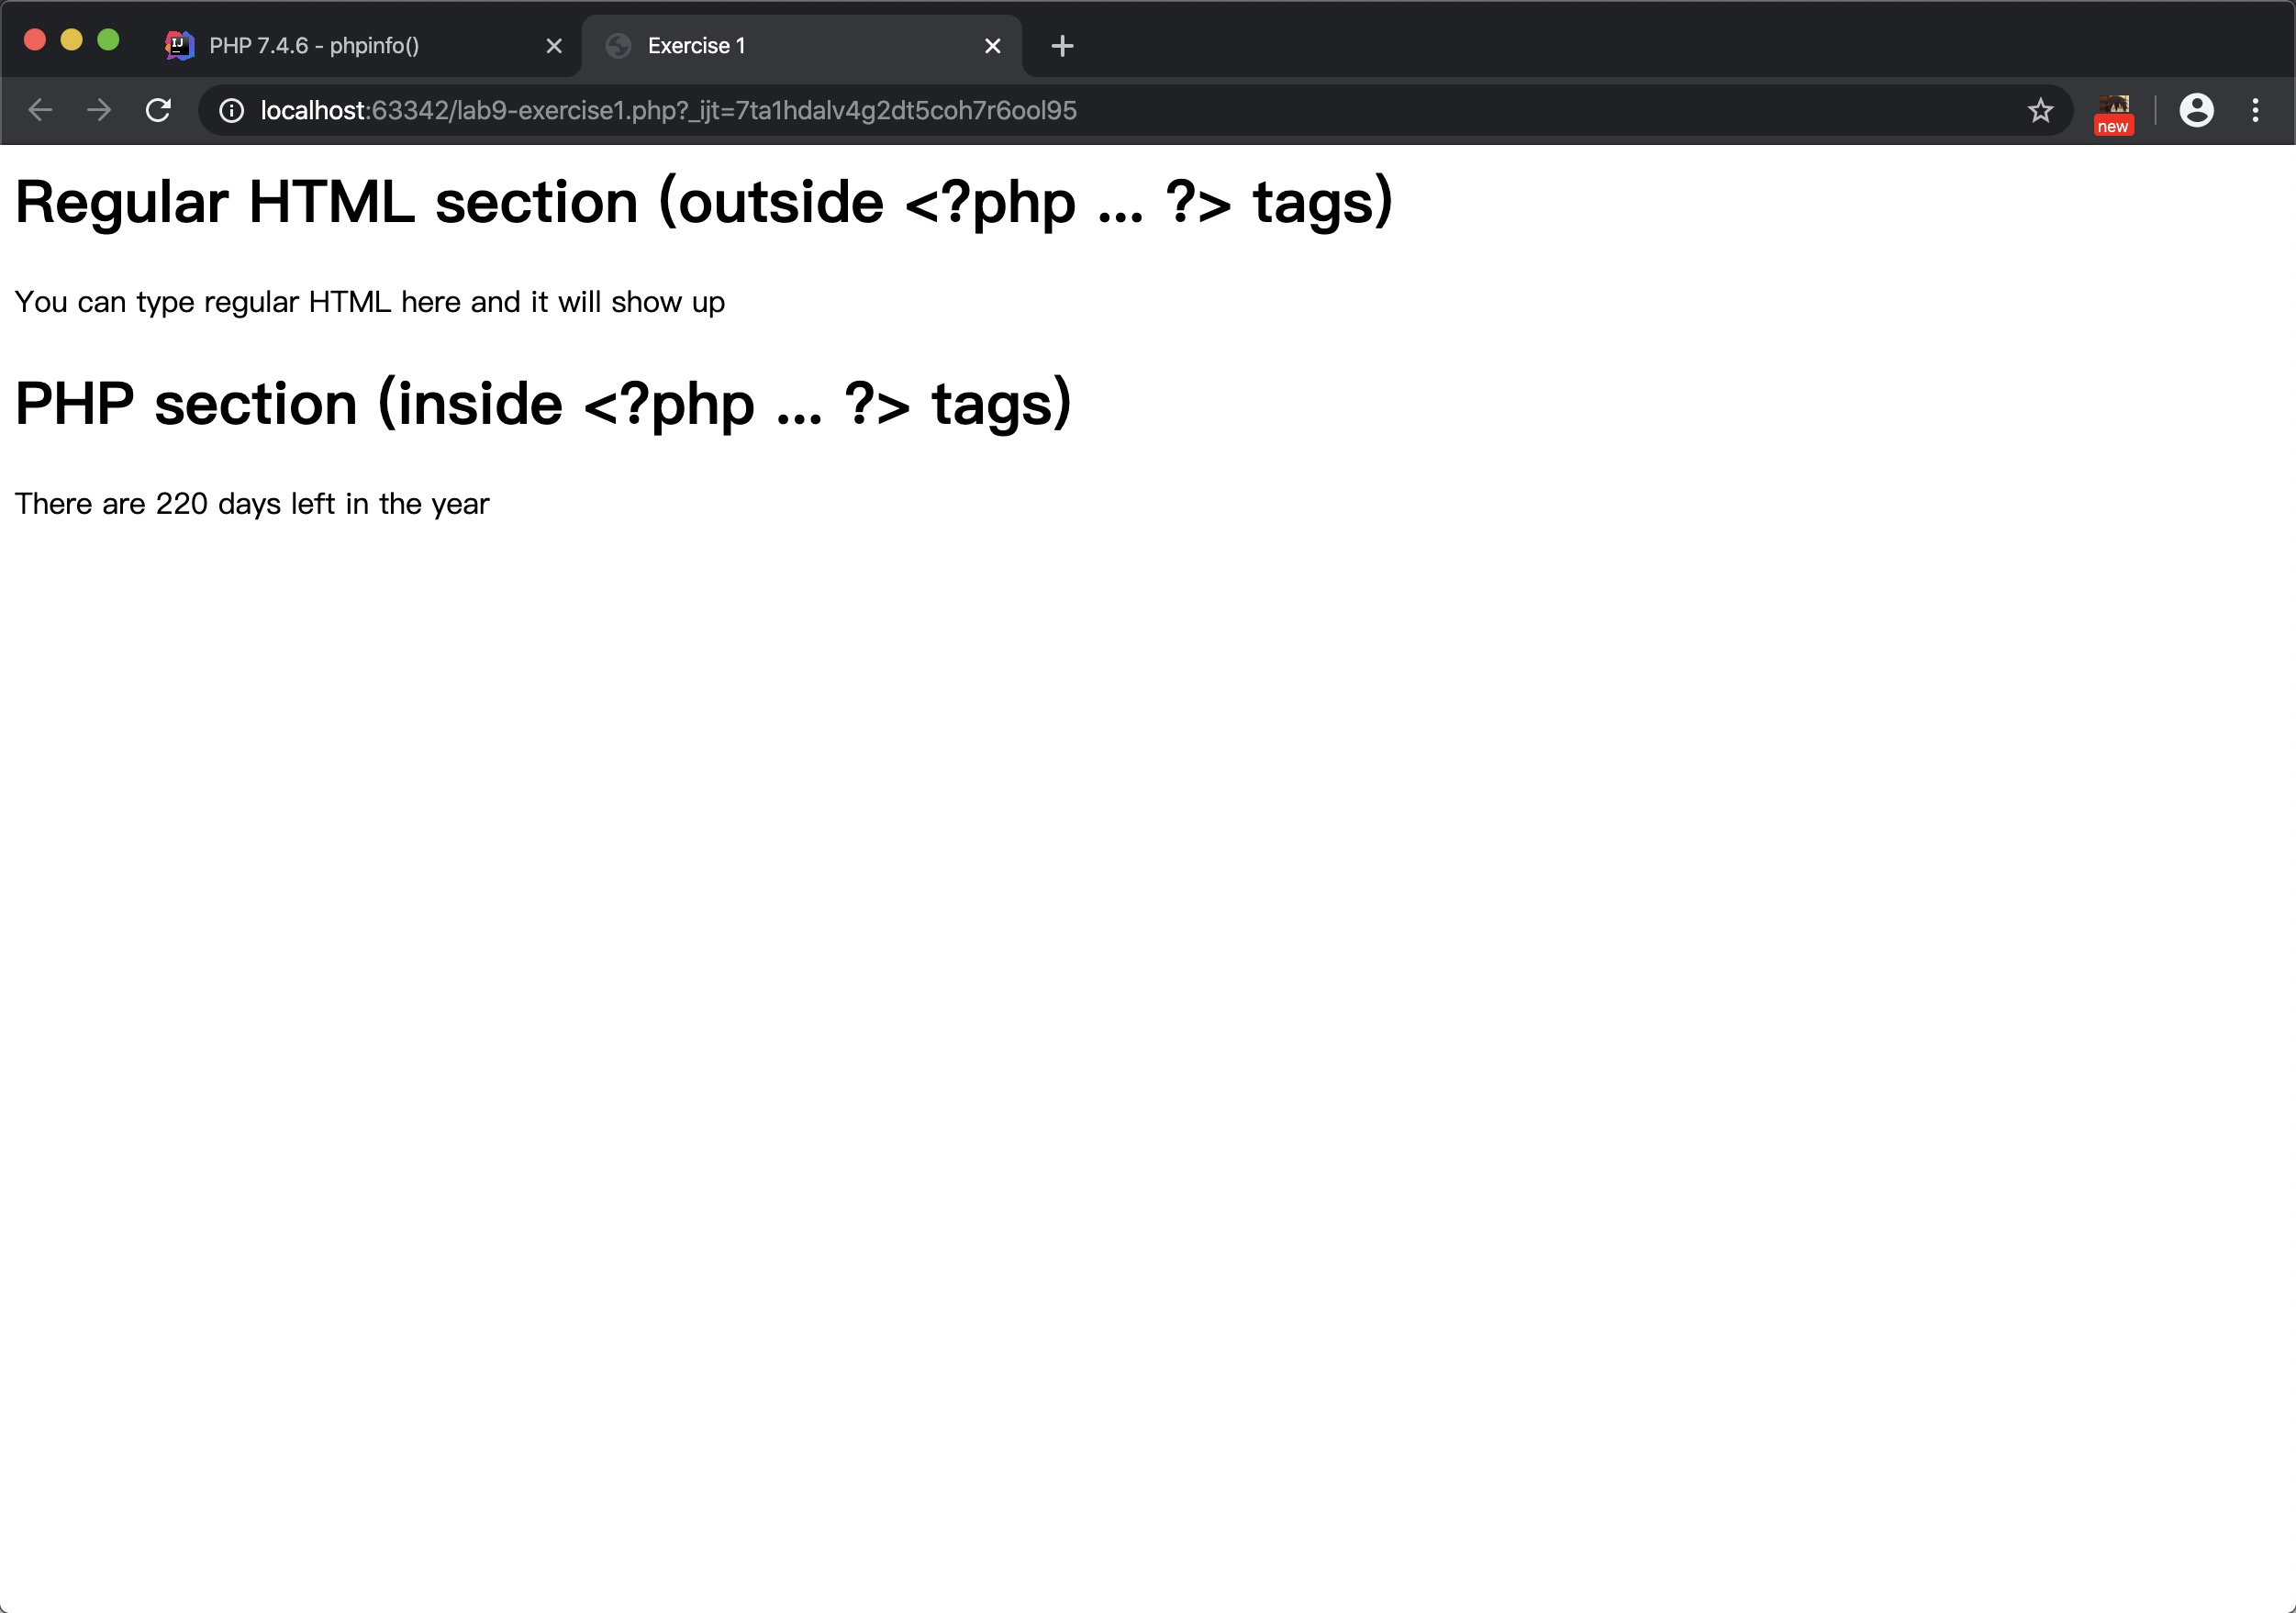 PHP 7.4.6 - phpinfo()
Exercise 1
localhost:63342/lab9-exercise1.php?_ijt=7ta1hdalv4g2dt5coh7r6ool95
new
Regular HTML section (outside <?php ... ?> tags)
You can type regular HTML here and it will show up
PHP section (inside <?php ... ?> tags)
There are 220 days left in the year